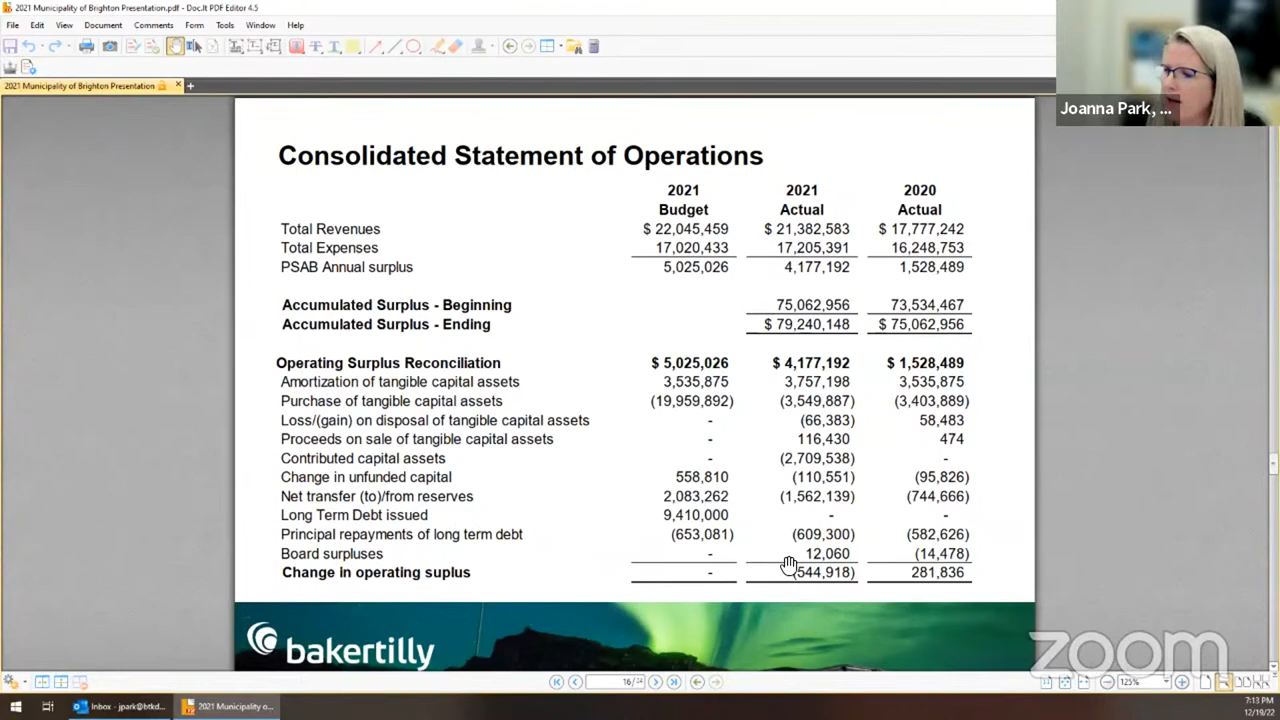 2021 Municipality of Brighton Presentation.pdf - Doc.It PDF Editor 4.5
File Edit View Document Comments Form Tools Window Help
2021 Municipality of Brighton Presentation
Joanna Park, ...
Consolidated Statement of Operations
2021 2021 2020
Budget Actual Actual
Total Revenues $ 22,045,459 $ 21,382,583 $ 17,777,242
Total Expenses 17,020,433 17,205,391 16,248,753
PSAB Annual surplus 5,025,026 4,177,192 1,528,489
Accumulated Surplus - Beginning 75,062,956 73,534,467
Accumulated Surplus - Ending $ 79,240,148 $ 75,062,956
Operating Surplus Reconciliation $ 5,025,026 $ 4,177,192 $ 1,528,489
Amortization of tangible capital assets 3,535,875 3,757,198 3,535,875
Purchase of tangible capital assets (19,959,892) (3,549,887) (3,403,889)
Loss/(gain) on disposal of tangible capital assets - (66,383) 58,483
Proceeds on sale of tangible capital assets - 116,430 474
Contributed capital assets - (2,709,538) -
Change in unfunded capital 558,810 (110,551) (95,826)
Net transfer (to)/from reserves 2,083,262 (1,562,139) (744,666)
Long Term Debt issued 9,410,000 - -
Principal repayments of long term debt (653,081) (609,300) (582,626)
Board surpluses - 12,060 (14,478)
Change in operating suplus - (544,918) 281,836
bakertilly
zoom
125%
Inbox - jpark@btkd... 2021 Municipality o...
7:13 PM
12/19/22